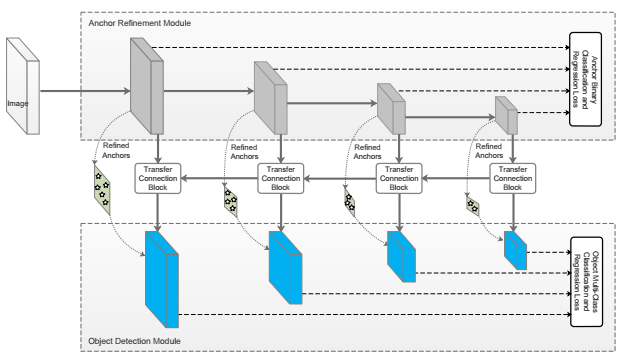 Anchor Refinement Module
Image
Anchor Binary
Classification and
Regression Loss
Refined
Anchors
Refined
Anchors
Refined
Anchors
Refined
Anchors
Transfer
Connection
Block
Transfer
Connection
Block
Transfer
Connection
Block
Transfer
Connection
Block
Object Multi-Class
Classification and
Regression Loss
Object Detection Module